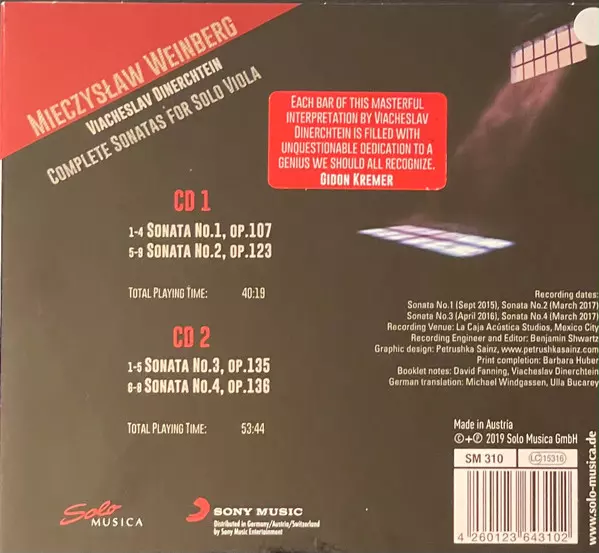 Mieczysław Weinberg
Viacheslav Dinerchtein
Complete Sonatas for Solo Viola
Each bar of this masterful
interpretation by Viacheslav
Dinerchtein is filled with
unquestionable dedication to a
genius we should all recognize.
Gidon Kremer
CD 1
1-4 Sonata No.1, op.107
5-8 Sonata No.2, op.123
Total Playing Time: 40:19
CD 2
1-5 Sonata No.3, op.135
6-8 Sonata No.4, op.136
Total Playing Time: 53:44
Recording dates:
Sonata No.1 (Sept 2015), Sonata No.2 (March 2017)
Sonata No.3 (April 2016), Sonata No.4 (March 2017)
Recording Venue: La Caja Acústica Studios, Mexico City
Recording Engineer and Editor: Benjamin Shwartz
Graphic design: Petrushka Sainz, www.petrushkasainz.com
Print completion: Barbara Huber
Booklet notes: David Fanning, Viacheslav Dinerchtein
German translation: Michael Windgassen, Ulla Bucarey
Made in Austria
©+℗ 2019 Solo Musica GmbH
SM 310
LC 15316
4 260123 643102
www.solo-musica.de
Solo
MUSICA
SONY MUSIC
Distributed in Germany/Austria/Switzerland
by Sony Music Entertainment